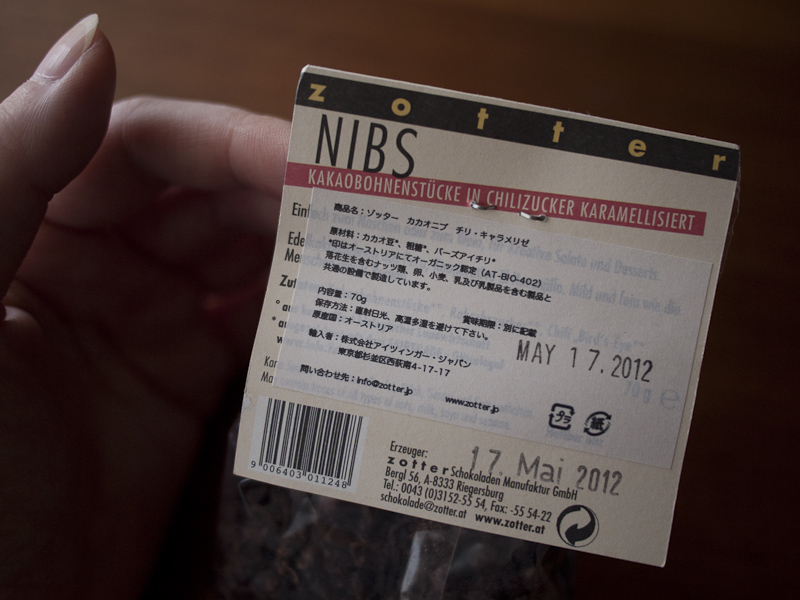 zotter
NIBS
KAKAOBOHNENSTÜCKE IN CHILIZUCKER KARAMELLISIERT
商品名：ゾッター カカオニブ チリ・キャラメリゼ
原材料：カカオ豆*、粗糖*、バーズアイチリ*
*印はオーストリアにてオーガニック認定（AT-BIO-402）
落花生を含むナッツ類、卵、小麦、乳及び乳製品を含む製品と
共通の設備で製造しています。
内容量：70g 賞味期限：別に記載
保存方法：直射日光、高温多湿を避けて下さい。
原産国：オーストリア
MAY 17.2012
輸入者：株式会社アイツィンガー・ジャパン
東京都杉並区西荻南4-17-17
問い合わせ先：info@zotter.jp www.zotter.jp
紙
70 g e
9 006403 011248
Erzeuger:
17. Mai 2012
zotter Schokoladen Manufaktur GmbH
Bergl 56, A-8333 Riegersburg
Tel.: 0043 (0)3152-55 54, Fax: -55 54-22
schokolade@zotter.at www.zotter.at